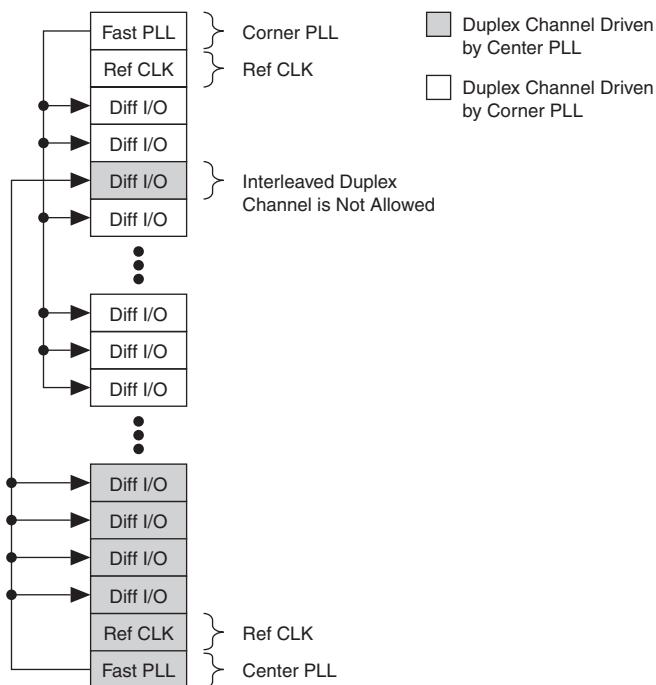 Fast PLL
Corner PLL
Ref CLK
Ref CLK
Diff I/O
Diff I/O
Diff I/O
Interleaved Duplex
Channel is Not Allowed
Diff I/O
Diff I/O
Diff I/O
Diff I/O
Diff I/O
Diff I/O
Diff I/O
Diff I/O
Ref CLK
Ref CLK
Fast PLL
Center PLL
Duplex Channel Driven
by Center PLL
Duplex Channel Driven
by Corner PLL